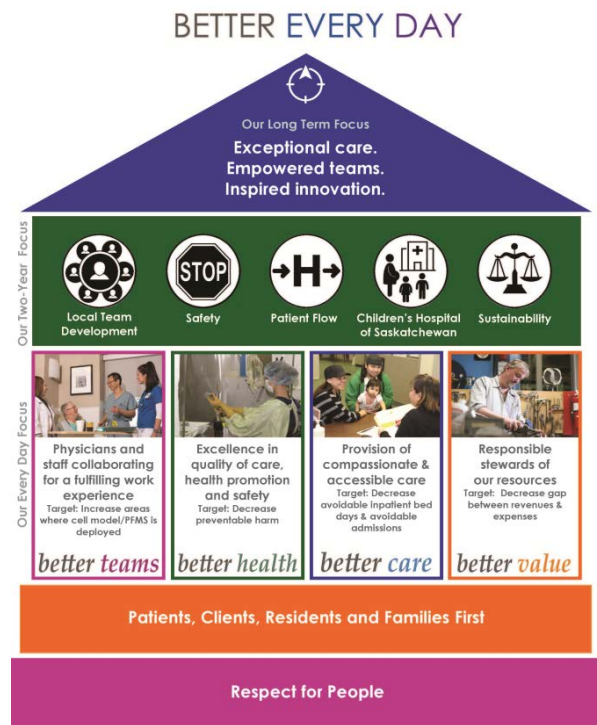 BETTER EVERY DAY
Our Long Term Focus
Exceptional care.
Empowered teams.
Inspired innovation.
Our Two-Year Focus
Local Team
Development
STOP
Safety
H
Patient Flow
Children's Hospital
of Saskatchewan
Sustainability
Our Every Day Focus
Physicians and
staff collaborating
for a fulfilling work
experience
Target: Increase areas
where cell model/PFMS is
deployed
better teams
Excellence in
quality of care,
health promotion
and safety
Target: Decrease
preventable harm
better health
Provision of
compassionate &
accessible care
Target: Decrease
avoidable inpatient bed
days & avoidable
admissions
better care
Responsible
stewards of
our resources
Target: Decrease gap
between revenues &
expenses
better value
Patients, Clients, Residents and Families First
Respect for People